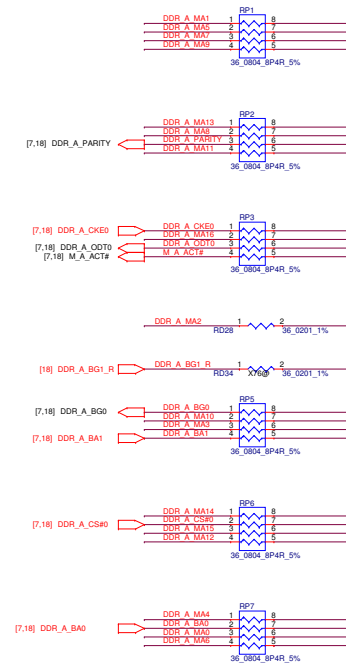 RP1
DDR_A_MA1 1 8
DDR_A_MA5 2 7
DDR_A_MA7 3 6
DDR_A_MA9 4 5
36_0804_8P4R_5%
RP2
DDR_A_MA13 1 8
DDR_A_MA8 2 7
[7,18] DDR_A_PARITY DDR_A_PARITY 3 6
DDR_A_MA11 4 5
36_0804_8P4R_5%
RP3
[7,18] DDR_A_CKE0 DDR_A_CKE0 1 8
DDR_A_MA16 2 7
[7,18] DDR_A_ODT0 DDR_A_ODT0 3 6
[7,18] M_A_ACT# M_A_ACT# 4 5
36_0804_8P4R_5%
DDR_A_MA2 1 2
RD28 36_0201_1%
[18] DDR_A_BG1_R DDR_A_BG1_R 1 2
RD34 X76@ 36_0201_1%
RP5
[7,18] DDR_A_BG0 DDR_A_BG0 1 8
DDR_A_MA10 2 7
DDR_A_MA3 3 6
[7,18] DDR_A_BA1 DDR_A_BA1 4 5
36_0804_8P4R_5%
RP6
DDR_A_MA14 1 8
[7,18] DDR_A_CS#0 DDR_A_CS#0 2 7
DDR_A_MA15 3 6
DDR_A_MA12 4 5
36_0804_8P4R_5%
RP7
DDR_A_MA4 1 8
[7,18] DDR_A_BA0 DDR_A_BA0 2 7
DDR_A_MA0 3 6
DDR_A_MA6 4 5
36_0804_8P4R_5%